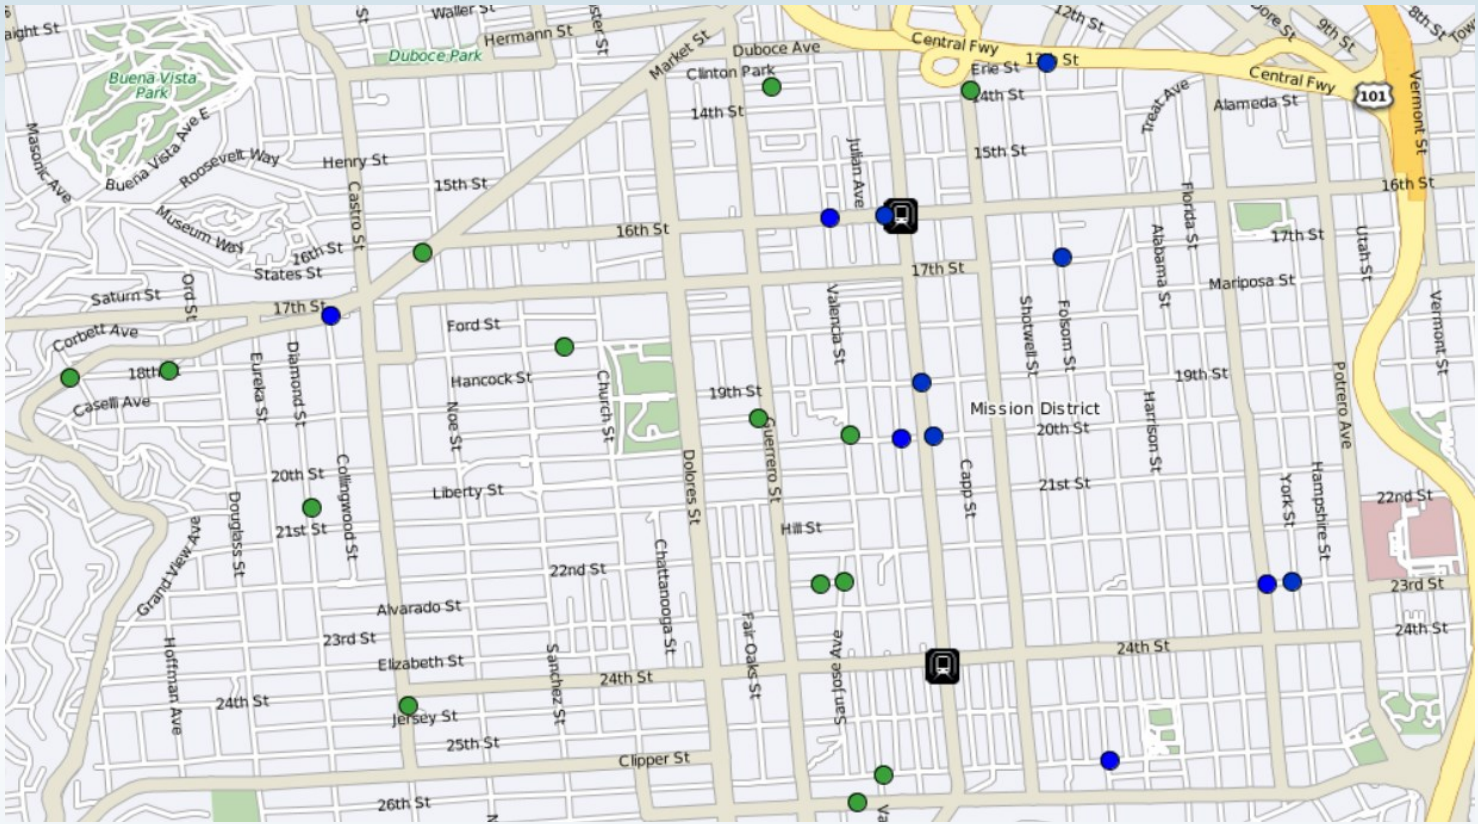 aight St
Waller St
Hermann St
Duboce Park
Market St
Duboce Ave
Clinton Park
14th St
Central Fwy
Erie St
14th St
12th St
9th St
8th St
Central Fwy
101
Vermont St
Alameda St
Treat Ave
Buena Vista
Park
Buena Vista Ave E
Masonic Ave
Roosevelt Way
Henry St
Castro St
15th St
Julian Ave
15th St
16th St
Museum Way
16th St
States St
16th St
17th St
Florida St
Alabama St
17th St
Utah St
Mariposa St
Vermont St
Saturn St
Ord St
17th St
Corbett Ave
Ford St
Valencia St
Shotwell St
Folsom St
18th
Caselli Ave
Eureka St
Diamond St
Hancock St
Church St
19th St
19th St
Potrero Ave
Noe St
Mission District
20th St
Guerrero St
Harrison St
20th St
Collingwood St
Liberty St
Dolores St
Capp St
21st St
York St
Hampshire St
22nd St
Douglass St
21st St
Hill St
Grand View Ave
22nd St
Chattanooga St
23rd St
Alvarado St
Hoffman Ave
23rd St
Elizabeth St
Sanchez St
Fair Oaks St
San Jose Ave
24th St
24th St
24th St
24th St
Jersey St
25th St
Clipper St
26th St
Va
N